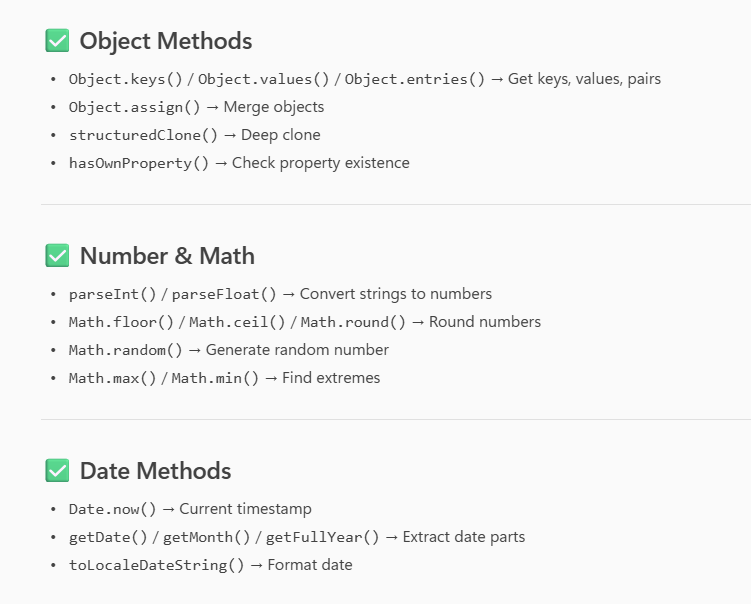 ✅ Object Methods
• Object.keys() / Object.values() / Object.entries() → Get keys, values, pairs
• Object.assign() → Merge objects
• structuredClone() → Deep clone
• hasOwnProperty() → Check property existence
✅ Number & Math
• parseInt() / parseFloat() → Convert strings to numbers
• Math.floor() / Math.ceil() / Math.round() → Round numbers
• Math.random() → Generate random number
• Math.max() / Math.min() → Find extremes
✅ Date Methods
• Date.now() → Current timestamp
• getDate() / getMonth() / getFullYear() → Extract date parts
• toLocaleDateString() → Format date